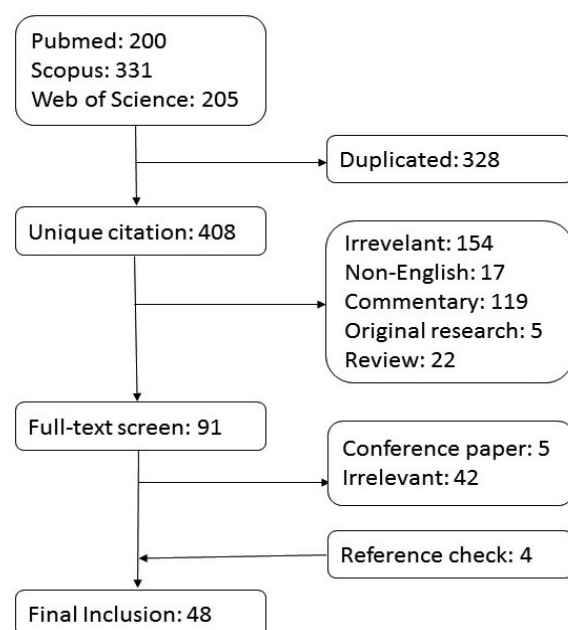 Pubmed: 200
Scopus: 331
Web of Science: 205
Duplicated: 328
Unique citation: 408
Irrevelant: 154
Non-English: 17
Commentary: 119
Original research: 5
Review: 22
Full-text screen: 91
Conference paper: 5
Irrelevant: 42
Reference check: 4
Final Inclusion: 48